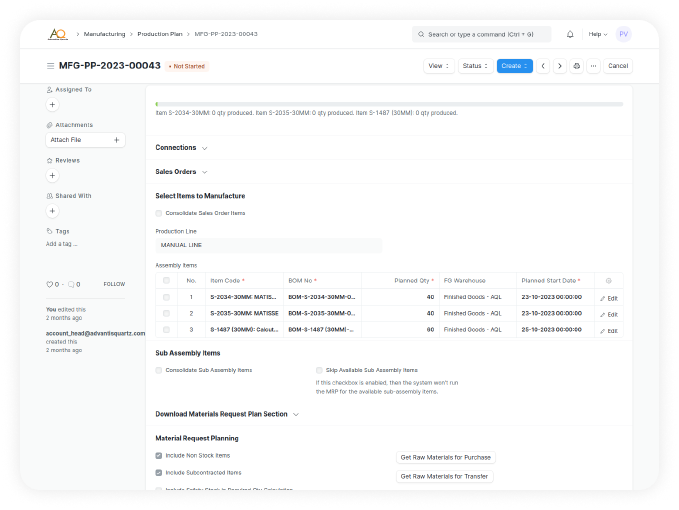 AQ
Manufacturing
Production Plan
MFG-PP-2023-00043
Search or type a command (Ctrl + G)
Help
PV
MFG-PP-2023-00043
Not Started
View
Status
Create
Cancel
Assigned To
Attachments
Attach File
Reviews
Shared With
Tags
Add a tag ...
0 · 0 FOLLOW
You edited this
2 months ago
account_head@advantisquartz.com
created this
2 months ago
Item S-2034-30MM: 0 qty produced, Item S-2035-30MM: 0 qty produced, Item S-1487 (30MM): 0 qty produced.
Connections
Sales Orders
Select Items to Manufacture
Consolidate Sales Order Items
Production Line
MANUAL LINE
Assembly Items
No. Item Code * BOM No * Planned Qty * FG Warehouse Planned Start Date *
1 S-2034-30MM: MATIS... BOM-S-2034-30MM-0... 40 Finished Goods - AQL 23-10-2023 00:00:00 Edit
2 S-2035-30MM: MATISSE BOM-S-2035-30MM-0... 40 Finished Goods - AQL 23-10-2023 00:00:00 Edit
3 S-1487 (30MM): Calcut... BOM-S-1487 (30MM)-... 60 Finished Goods - AQL 25-10-2023 00:00:00 Edit
Sub Assembly Items
Consolidate Sub Assembly Items
Skip Available Sub Assembly Items
If this checkbox is enabled, then the system won't run
the MRP for the available sub-assembly items.
Download Materials Request Plan Section
Material Request Planning
Include Non Stock Items
Get Raw Materials for Purchase
Include Subcontracted Items
Get Raw Materials for Transfer
Include Safety Stock in Required Qty Calculation